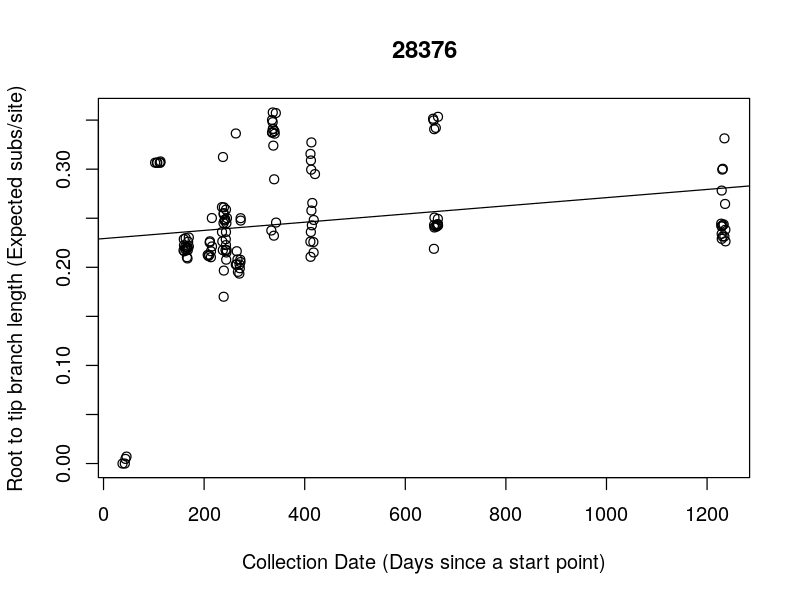 28376
Root to tip branch length (Expected subs/site)
0.30
0.20
0.10
0.00
0 200 400 600 800 1000 1200
Collection Date (Days since a start point)